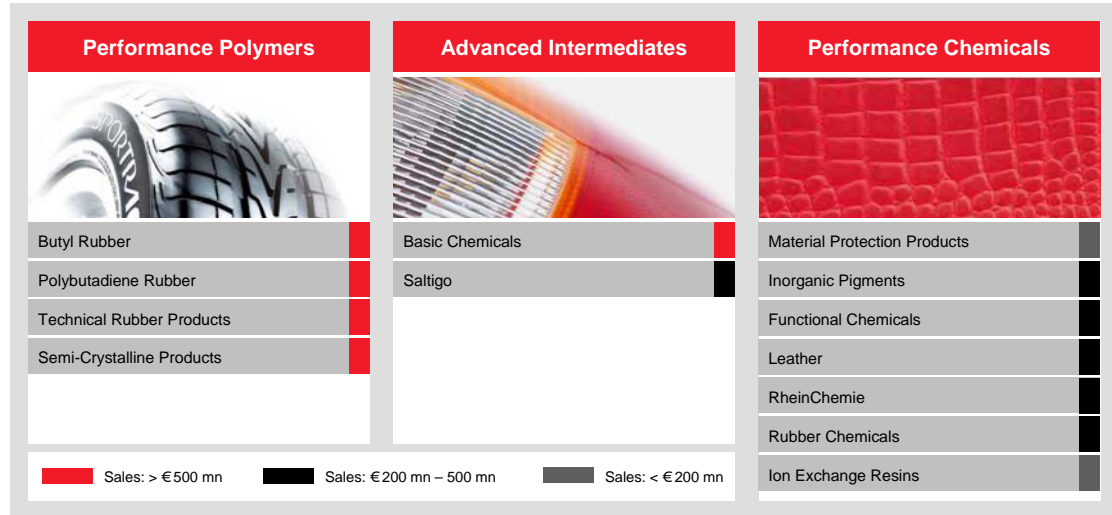 Performance Polymers
Butyl Rubber
Polybutadiene Rubber
Technical Rubber Products
Semi-Crystalline Products
Advanced Intermediates
Basic Chemicals
Saltigo
Performance Chemicals
Material Protection Products
Inorganic Pigments
Functional Chemicals
Leather
RheinChemie
Rubber Chemicals
Ion Exchange Resins
Sales: > €500 mn
Sales: €200 mn – 500 mn
Sales: < €200 mn